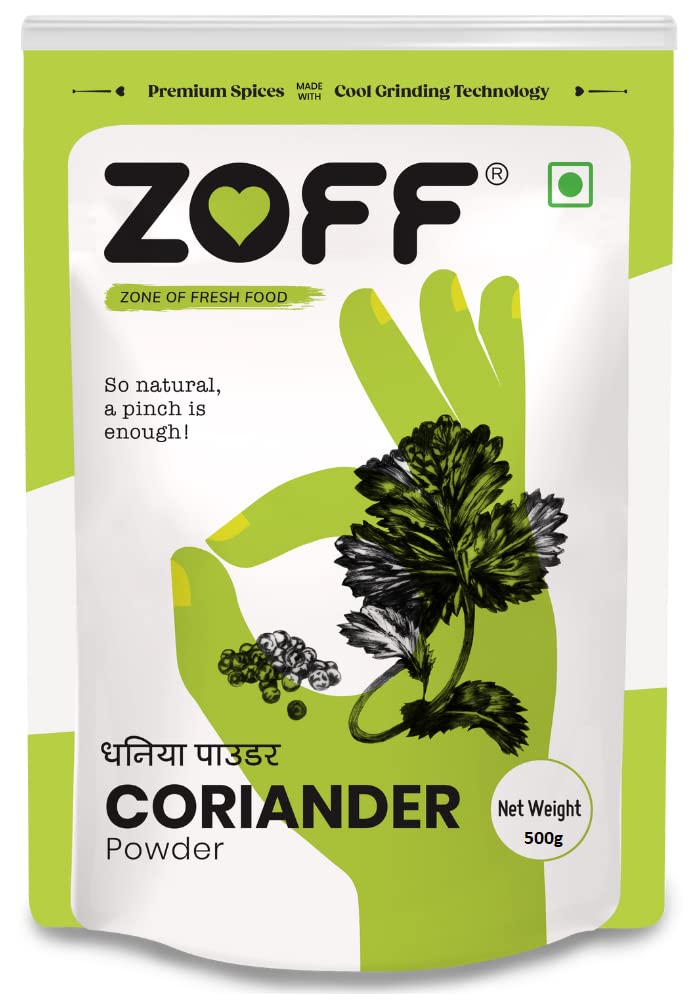 Premium Spices MADE WITH Cool Grinding Technology
ZOFF®
ZONE OF FRESH FOOD
So natural,
a pinch is
enough!
धनिया पाउडर
CORIANDER
Powder
Net Weight
500g